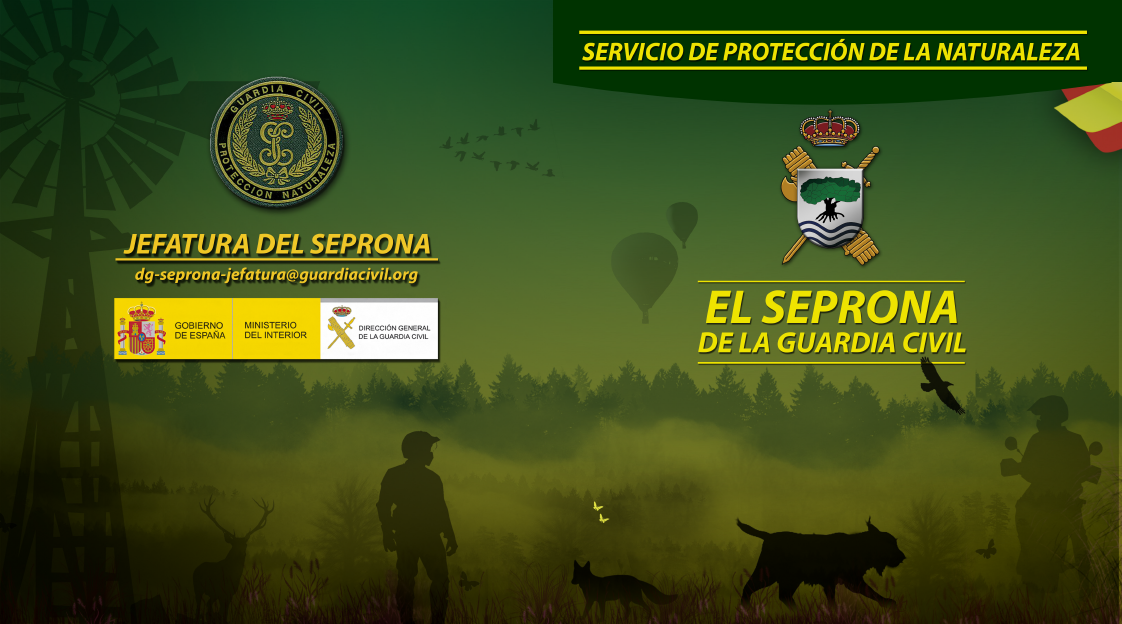 SERVICIO DE PROTECCIÓN DE LA NATURALEZA
GUARDIA CIVIL
PROTECCION NATURALEZA
JEFATURA DEL SEPRONA
dg-seprona-jefatura@guardiacivil.org
GOBIERNO
DE ESPAÑA
MINISTERIO
DEL INTERIOR
DIRECCIÓN GENERAL
DE LA GUARDIA CIVIL
EL SEPRONA
DE LA GUARDIA CIVIL